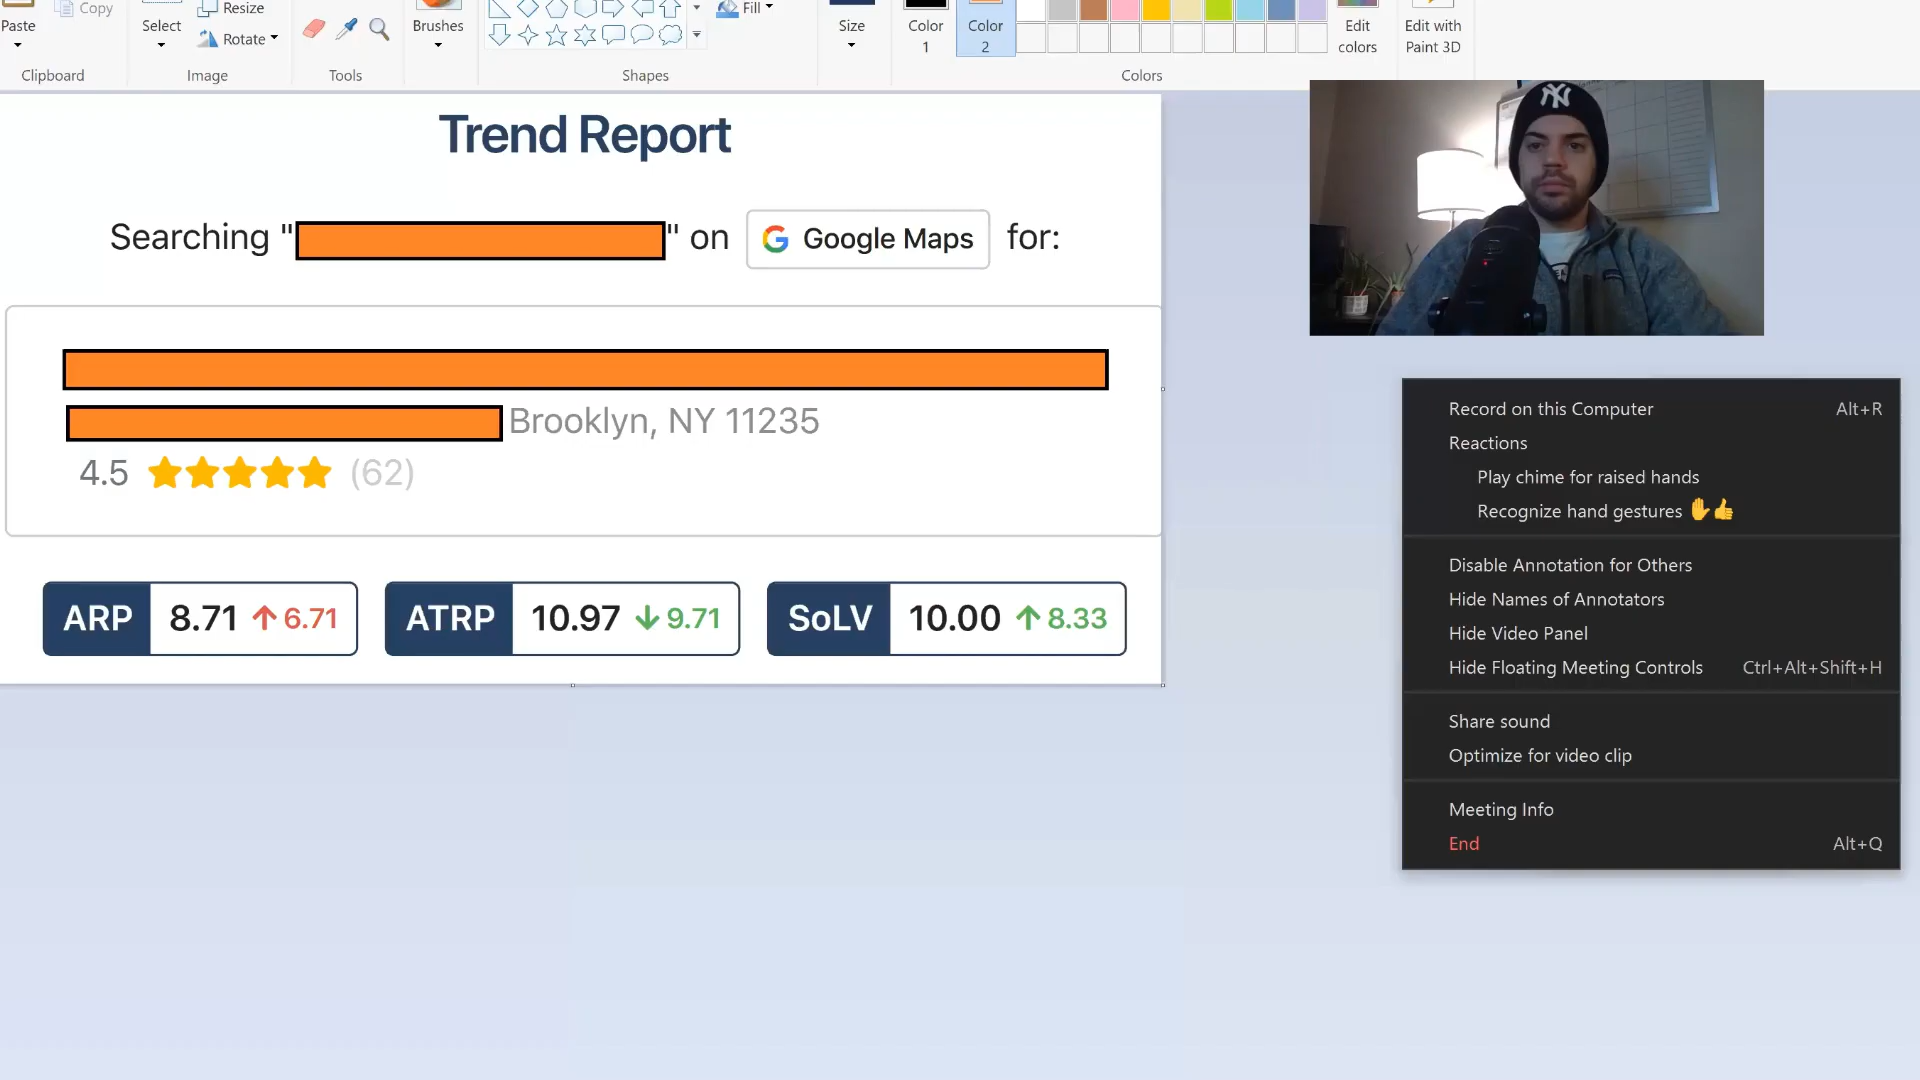 Paste
Copy
Clipboard
Select
Resize
Rotate
Image
Tools
Brushes
Fill
Shapes
Size
Color
1
Color
2
Edit
colors
Edit with
Paint 3D
Colors
Trend Report
Searching "" on Google Maps for:
Brooklyn, NY 11235
4.5 (62)
ARP 8.71 ↑ 6.71
ATRP 10.97 ↓ 9.71
SoLV 10.00 ↑ 8.33
NY
Record on this Computer Alt+R
Reactions
Play chime for raised hands
Recognize hand gestures ✋👍
Disable Annotation for Others
Hide Names of Annotators
Hide Video Panel
Hide Floating Meeting Controls Ctrl+Alt+Shift+H
Share sound
Optimize for video clip
Meeting Info
End Alt+Q